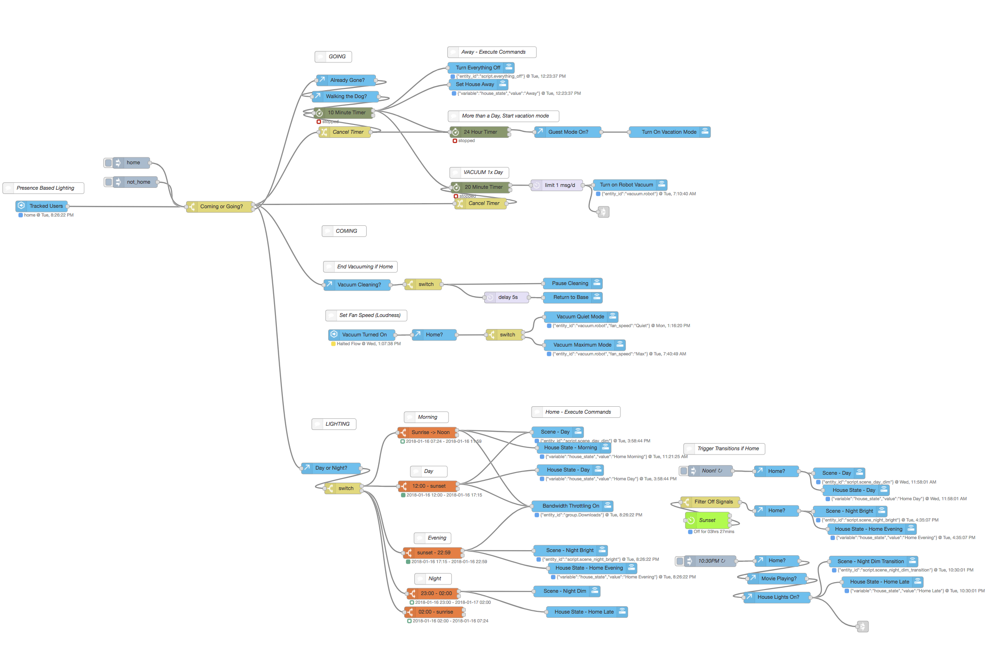 GOING
Already Gone?
Walking the Dog?
10 Minute Timer
stopped
Cancel Timer
Away - Execute Commands
Turn Everything Off
{"entity_id":"script.everything_off"} @ Tue, 12:23:37 PM
Set House Away
{"variable":"house_state","value":"Away"} @ Tue, 12:23:37 PM
More than a Day, Start vacation mode
24 Hour Timer
stopped
Guest Mode On?
Turn On Vacation Mode
home
not_home
Presence Based Lighting
Tracked Users
home @ Tue, 8:26:22 PM
Coming or Going?
VACUUM 1x Day
20 Minute Timer
stopped
Cancel Timer
limit 1 msg/d
Turn on Robot Vacuum
{"entity_id":"vacuum.robot"} @ Tue, 7:10:40 AM
COMING
End Vacuuming if Home
Vacuum Cleaning?
switch
Pause Cleaning
delay 5s
Return to Base
Set Fan Speed (Loudness)
Vacuum Turned On
Halted Flow @ Wed, 1:07:38 PM
Home?
switch
Vacuum Quiet Mode
{"entity_id":"vacuum.robot","fan_speed":"Quiet"} @ Mon, 1:16:20 PM
Vacuum Maximum Mode
{"entity_id":"vacuum.robot","fan_speed":"Max"} @ Tue, 7:40:49 AM
LIGHTING
Day or Night?
switch
Morning
Sunrise -> Noon
2018-01-16 07:24 - 2018-01-16 11:59
Day
12:00 - sunset
2018-01-16 12:00 - 2018-01-16 17:15
Evening
sunset - 22:59
2018-01-16 17:15 - 2018-01-16 22:59
Night
23:00 - 02:00
2018-01-16 23:00 - 2018-01-17 02:00
02:00 - sunrise
2018-01-16 02:00 - 2018-01-16 07:24
Home - Execute Commands
Scene - Day
{"entity_id":"script.scene_day_dim"} @ Tue, 3:58:44 PM
House State - Morning
{"variable":"house_state","value":"Home Morning"} @ Tue, 11:21:25 AM
House State - Day
{"variable":"house_state","value":"Home Day"} @ Tue, 3:58:44 PM
Bandwidth Throttling On
{"entity_id":"group.Downloads"} @ Tue, 8:26:22 PM
Scene - Night Bright
{"entity_id":"script.scene_night_bright"} @ Tue, 8:26:22 PM
House State - Home Evening
{"variable":"house_state","value":"Home Evening"} @ Tue, 8:26:22 PM
Scene - Night Dim
House State - Home Late
Trigger Transitions if Home
Noon! ↻
Home?
Scene - Day
{"entity_id":"script.scene_day_dim"} @ Wed, 11:58:01 AM
House State - Day
{"variable":"house_state","value":"Home Day"} @ Wed, 11:58:01 AM
Filter Off Signals
Sunset
Off for 03hrs 27mins
Home?
Scene - Night Bright
{"entity_id":"script.scene_night_bright"} @ Tue, 4:35:07 PM
House State - Home Evening
{"variable":"house_state","value":"Home Evening"} @ Tue, 4:35:07 PM
10:30PM ↻
Home?
Movie Playing?
House Lights On?
Scene - Night Dim Transition
{"entity_id":"script.scene_night_dim_transition"} @ Tue, 10:30:01 PM
House State - Home Late
{"variable":"house_state","value":"Home Late"} @ Tue, 10:30:01 PM